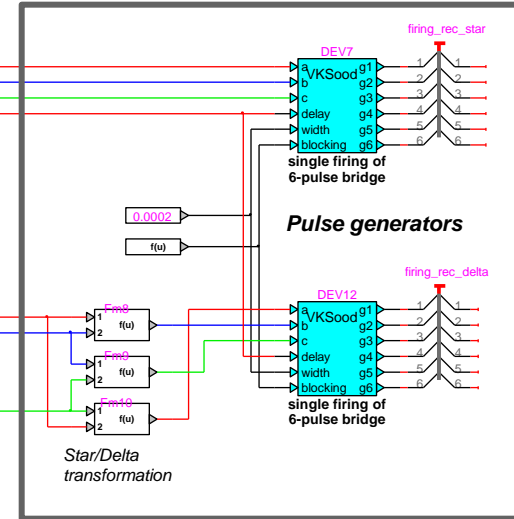 firing_rec_star
DEV7
VKSood
a
b
c
delay
width
blocking
g1
g2
g3
g4
g5
g6
1
2
3
4
5
6
1
2
3
4
5
6
single firing of
6-pulse bridge
0.0002
f(u)
Pulse generators
firing_rec_delta
DEV12
VKSood
a
b
c
delay
width
blocking
g1
g2
g3
g4
g5
g6
1
2
3
4
5
6
1
2
3
4
5
6
single firing of
6-pulse bridge
Fm8
1
2
f(u)
Fm9
1
2
f(u)
Fm10
1
2
f(u)
Star/Delta
transformation